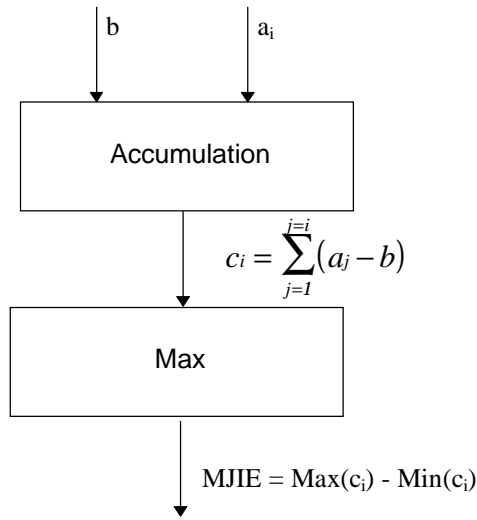 b
aᵢ
Accumulation
cᵢ = ∑_{j=1}^{j=i}(aⱼ − b)
Max
MJIE = Max(cᵢ) - Min(cᵢ)